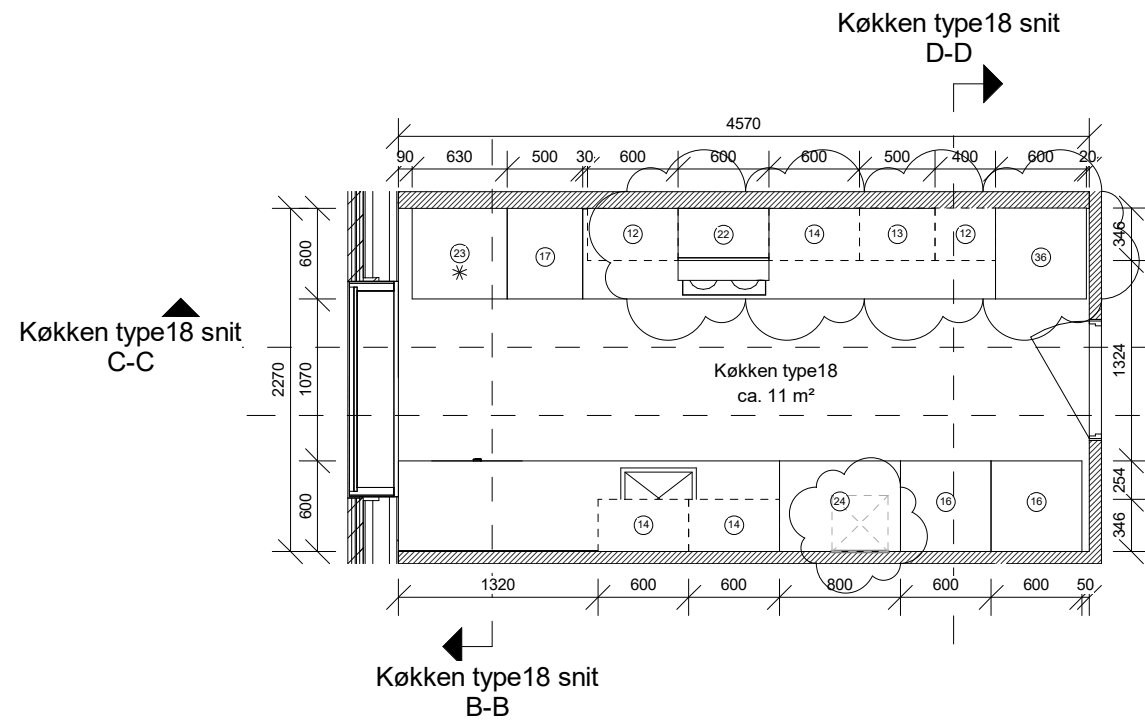 Køkken type18 snit
D-D
4570
90 630 500 30 600 600 600 500 400 600 20
600
23 17 12 22 14 13 12 36
346
Køkken type18 snit
C-C
2270
1070
1324
Køkken type18
ca. 11 m²
600
14 14 24 16 16
254
346
1320 600 600 800 600 600 50
Køkken type18 snit
B-B